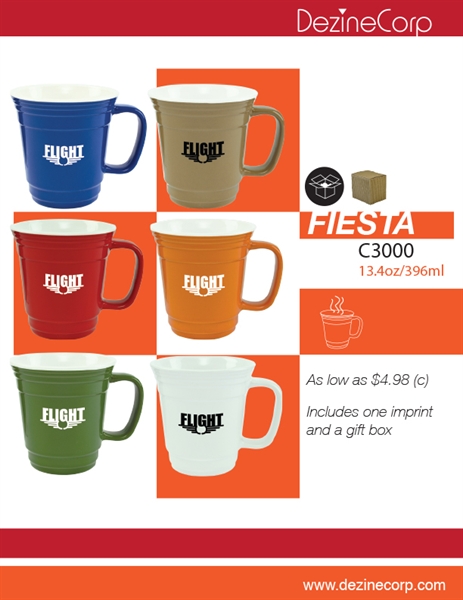 DezineCorp
FLIGHT
FLIGHT
FIESTA
C3000
13.4oz/396ml
FLIGHT
FLIGHT
As low as $4.98 (c)
Includes one imprint
and a gift box
FLIGHT
FLIGHT
www.dezinecorp.com